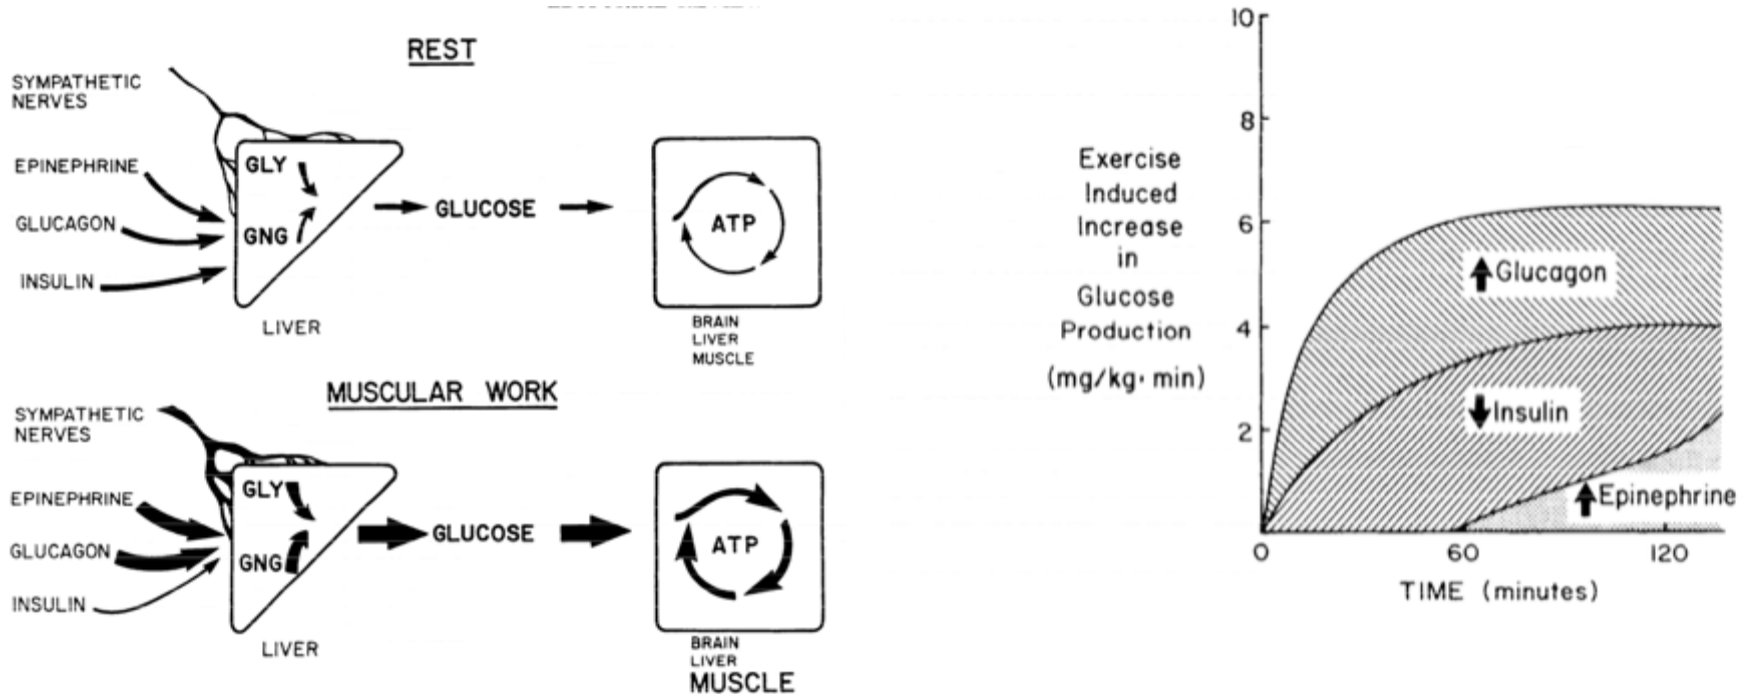 REST
SYMPATHETIC
NERVES
EPINEPHRINE
GLUCAGON
INSULIN
GLY
GNG
LIVER
GLUCOSE
ATP
BRAIN
LIVER
MUSCLE
MUSCULAR WORK
SYMPATHETIC
NERVES
EPINEPHRINE
GLUCAGON
INSULIN
GLY
GNG
LIVER
GLUCOSE
ATP
BRAIN
LIVER
MUSCLE
Exercise
Induced
Increase
in
Glucose
Production
(mg/kg·min)
10
8
6
4
2
Glucagon
Insulin
Epinephrine
0
60
120
TIME (minutes)